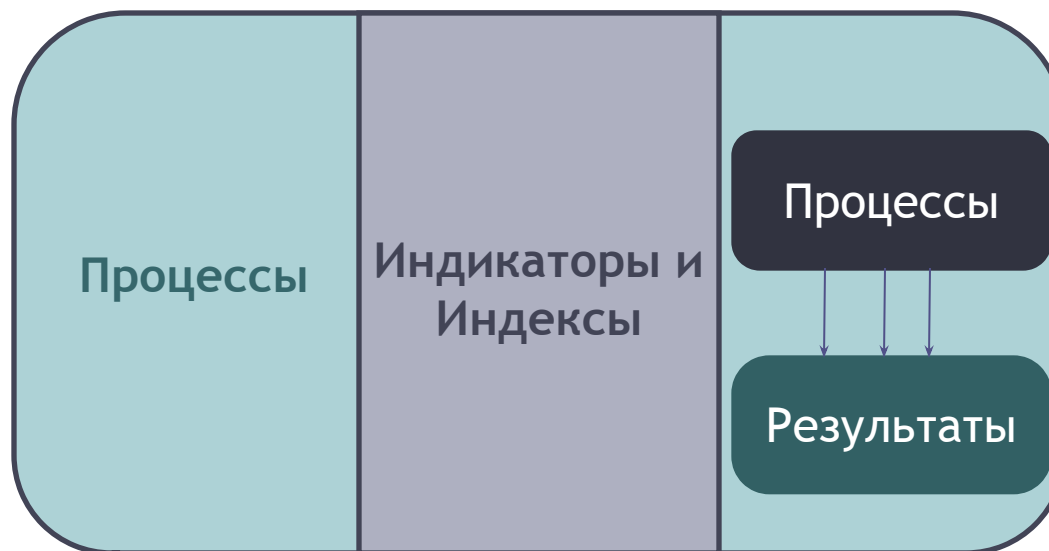 Процессы
Индикаторы и
Индексы
Процессы
Результаты